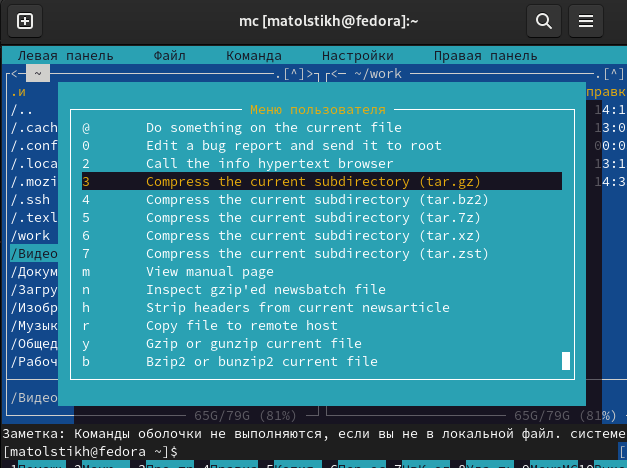 mc [matolstikh@fedora]:~
Левая панель Файл Команда Настройки Правая панель
<— ~ .[^]> <— ~/work .[^]
.и правк
/..
14:1
/.cach
13:0
/.conf
00:0
/.loca
13:1
/.mozi
14:3
/.ssh
/.texl
/work
/Видео
/Докум
/Загру
/Изобр
/Музык
/Общед
/Рабоч
/Видео
Меню пользователя
@ Do something on the current file
0 Edit a bug report and send it to root
2 Call the info hypertext browser
3 Compress the current subdirectory (tar.gz)
4 Compress the current subdirectory (tar.bz2)
5 Compress the current subdirectory (tar.7z)
6 Compress the current subdirectory (tar.xz)
7 Compress the current subdirectory (tar.zst)
m View manual page
n Inspect gzip'ed newsbatch file
h Strip headers from current newsarticle
r Copy file to remote host
y Gzip or gunzip current file
b Bzip2 or bunzip2 current file
65G/79G (81%) 65G/79G (81%)
Заметка: Команды оболочки не выполняются, если вы не в локальной файл. системе
[matolstikh@fedora ~]$